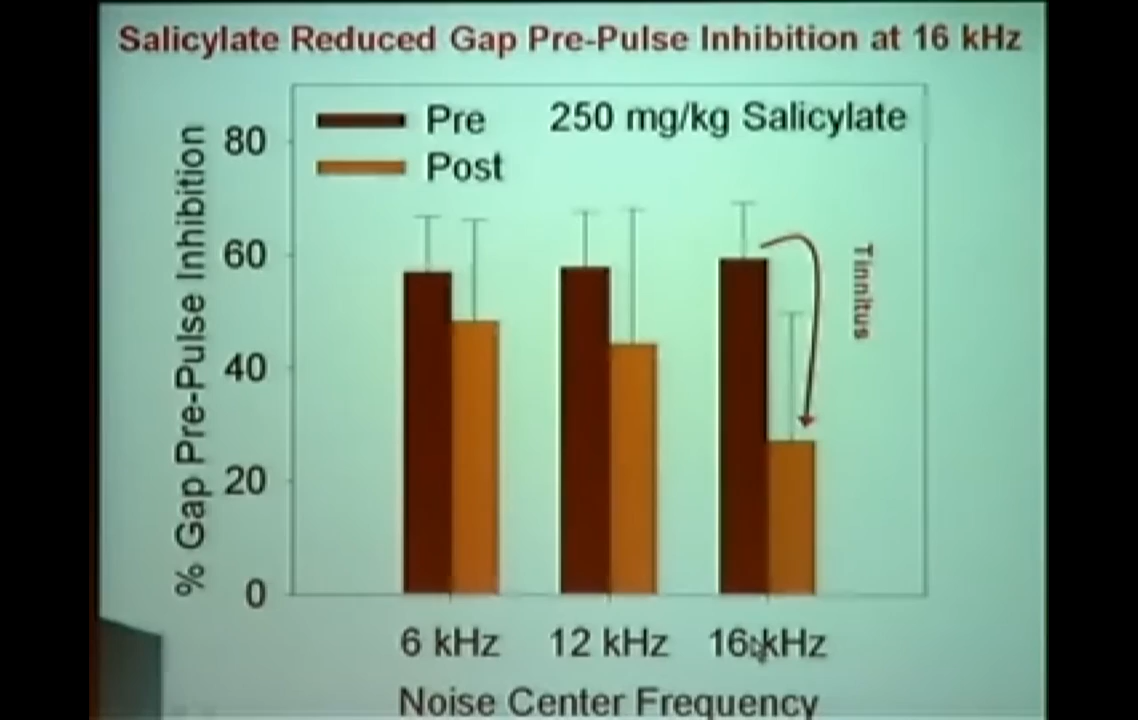 Salicylate Reduced Gap Pre-Pulse Inhibition at 16 kHz
Pre
250 mg/kg Salicylate
Post
80
60
40
20
0
% Gap Pre-Pulse Inhibition
Tinnitus
6 kHz
12 kHz
16 kHz
Noise Center Frequency